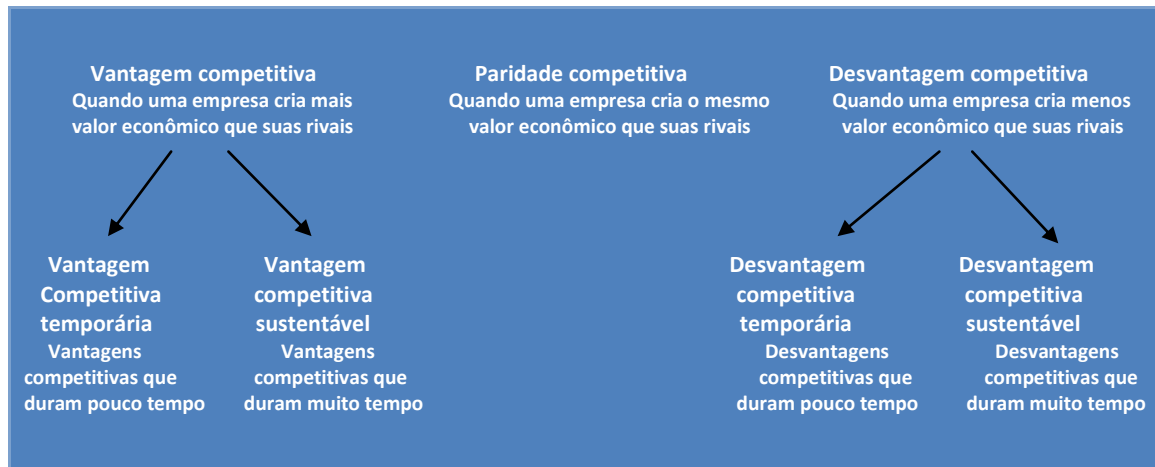 Vantagem competitiva
Quando uma empresa cria mais
valor econômico que suas rivais
Paridade competitiva
Quando uma empresa cria o mesmo
valor econômico que suas rivais
Desvantagem competitiva
Quando uma empresa cria menos
valor econômico que suas rivais
Vantagem
Competitiva
temporária
Vantagens
competitivas que
duram pouco tempo
Vantagem
competitiva
sustentável
Vantagens
competitivas que
duram muito tempo
Desvantagem
competitiva
temporária
Desvantagens
competitivas que
duram pouco tempo
Desvantagem
competitiva
sustentável
Desvantagens
competitivas que
duram muito tempo